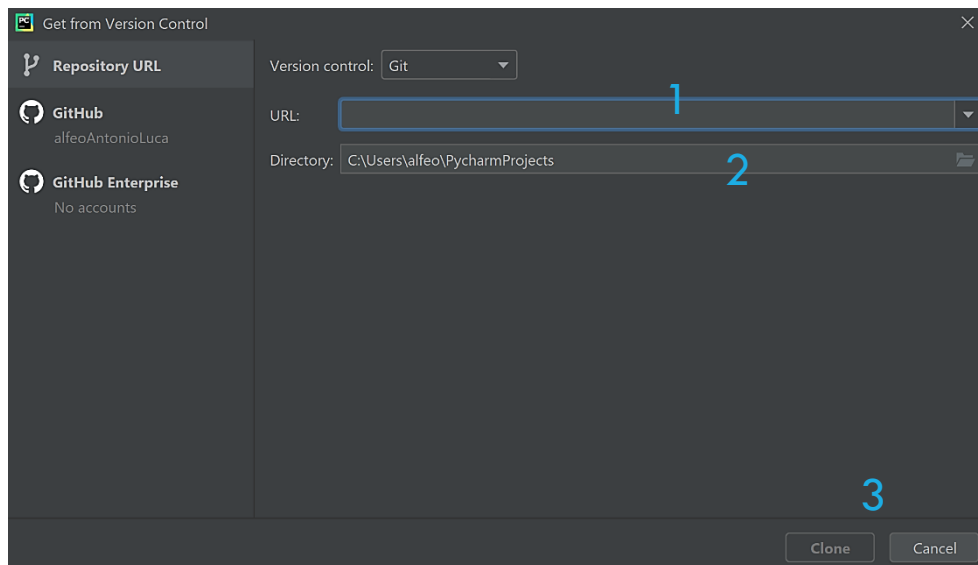 PC
Get from Version Control
Repository URL
Version control: Git
1
GitHub
alfeoAntonioLuca
URL:
Directory: C:\Users\alfeo\PycharmProjects
2
GitHub Enterprise
No accounts
3
Clone
Cancel